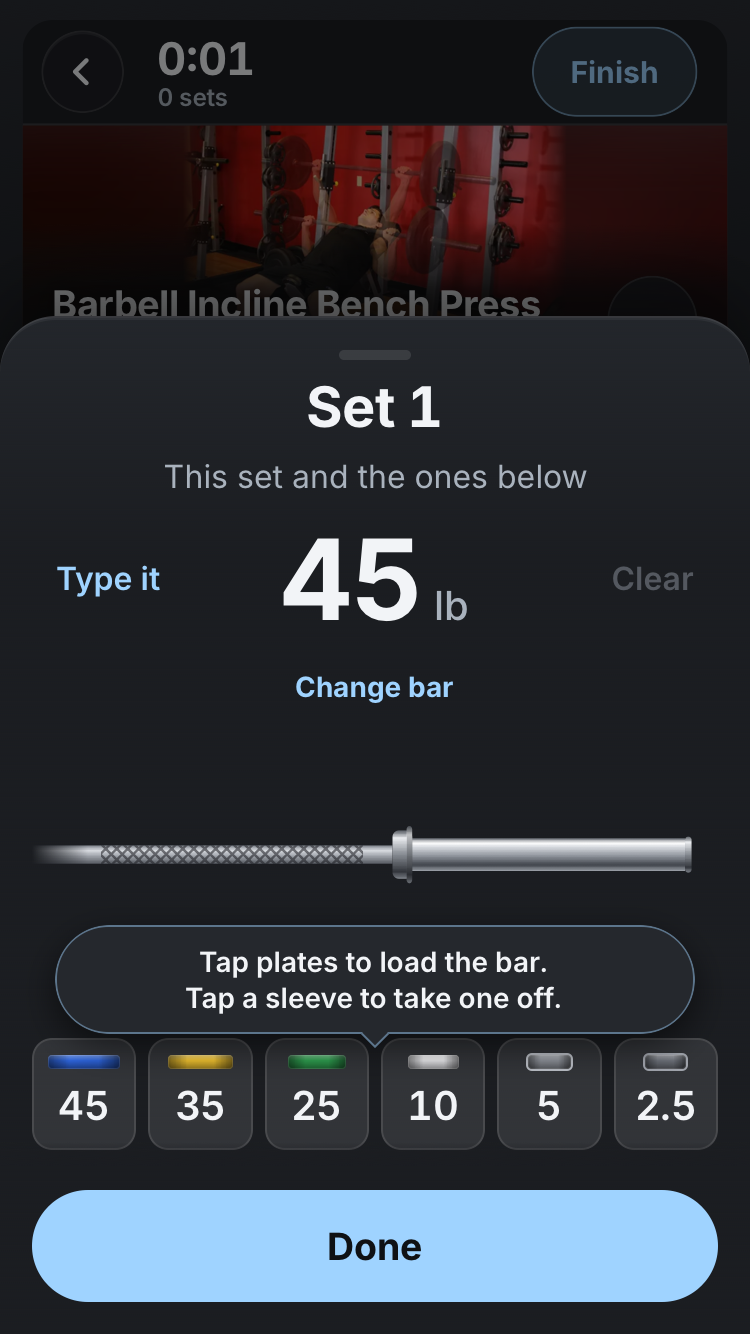 0:01
0 sets
Finish
Barbell Incline Bench Press
Set 1
This set and the ones below
Type it
45 lb
Clear
Change bar
Tap plates to load the bar.
Tap a sleeve to take one off.
45
35
25
10
5
2.5
Done